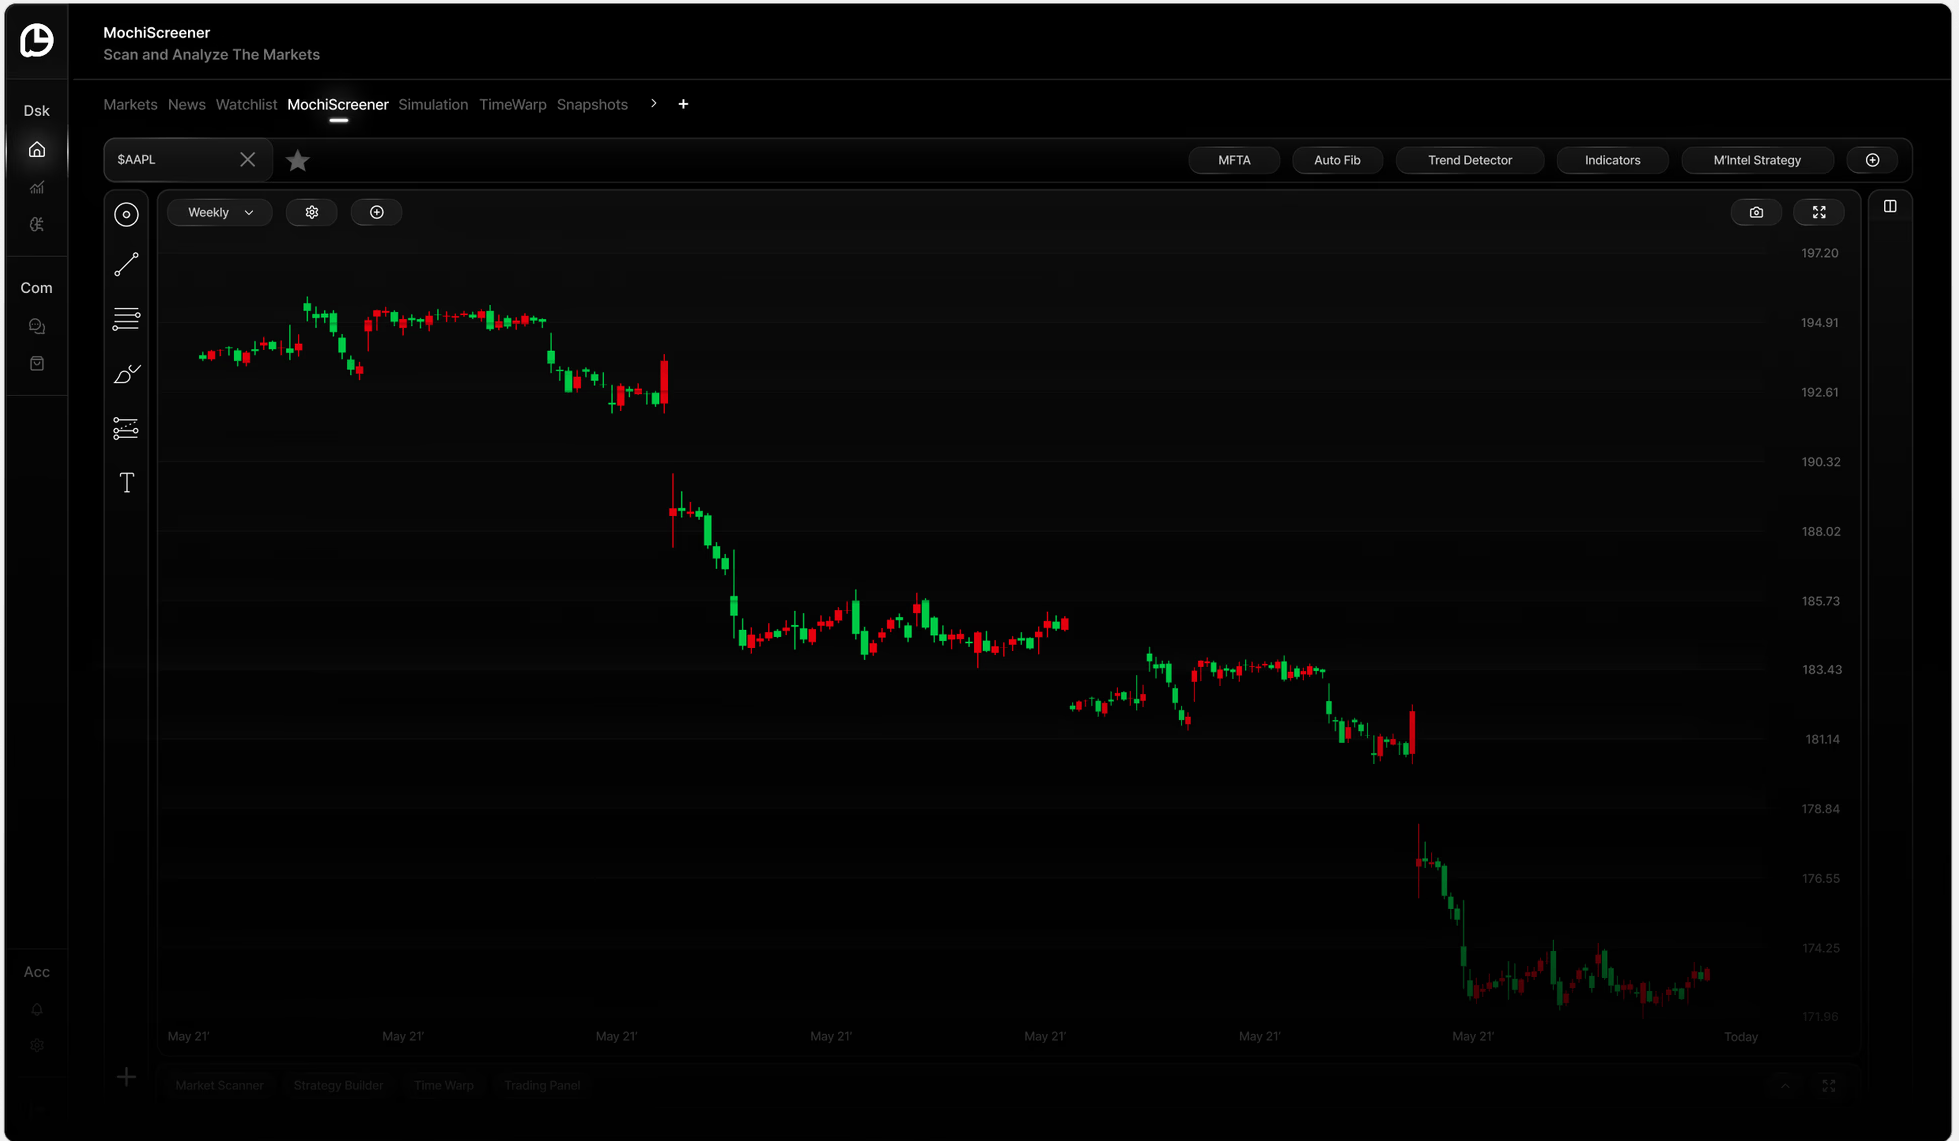 MochiScreener
Scan and Analyze The Markets
Dsk
Markets News Watchlist MochiScreener Simulation TimeWarp Snapshots
$AAPL
MFTA Auto Fib Trend Detector Indicators M'Intel Strategy
Weekly
197.20
Com
194.91
192.61
190.32
188.02
185.73
183.43
181.14
178.84
176.55
174.25
Acc
171.96
May 21' May 21' May 21' May 21' May 21' May 21' May 21' Today
Market Scanner Strategy Builder Time Warp Trading Panel